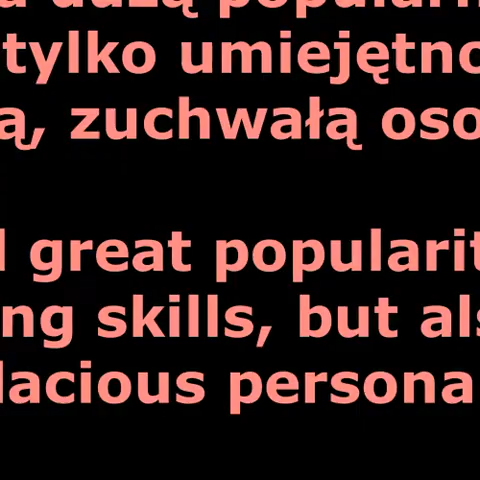 dużą popularn
tylko umiejętno
ą, zuchwałą oso
l great popularit
ng skills, but als
lacious persona